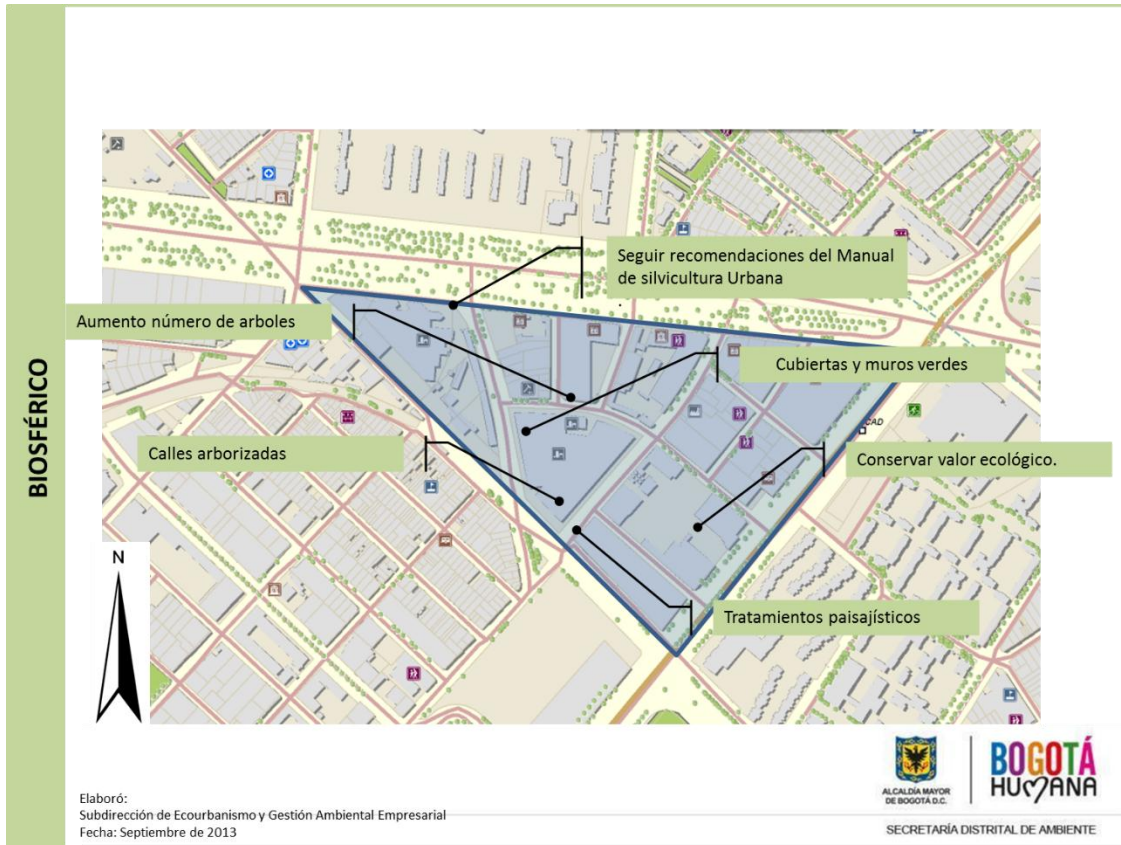 BIOSFÉRICO
Seguir recomendaciones del Manual
de silvicultura Urbana
Aumento número de arboles
Cubiertas y muros verdes
Calles arborizadas
Conservar valor ecológico.
CAD
Tratamientos paisajísticos
N
Elaboró:
Subdirección de Ecourbanismo y Gestión Ambiental Empresarial
Fecha: Septiembre de 2013
ALCALDÍA MAYOR
DE BOGOTÁ D.C.
BOGOTÁ
HUMANA
SECRETARÍA DISTRITAL DE AMBIENTE